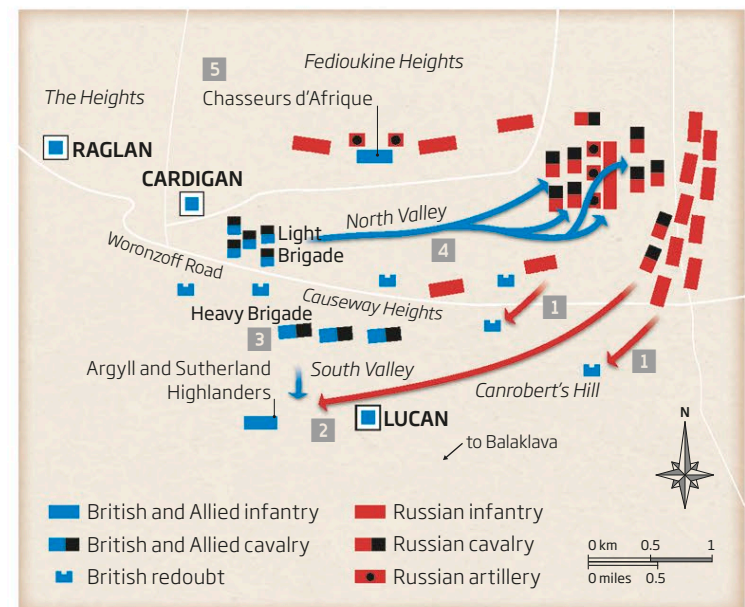 5
Fedioukine Heights
The Heights
Chasseurs d'Afrique
RAGLAN
CARDIGAN
North Valley
Light
Brigade
4
Woronzoff Road
Causeway Heights
1
Heavy Brigade
3
1
Argyll and Sutherland
Highlanders
South Valley
Canrobert's Hill
2
LUCAN
N
to Balaklava
British and Allied infantry
British and Allied cavalry
British redoubt
Russian infantry
Russian cavalry
Russian artillery
0 km 0.5 1
0 miles 0.5